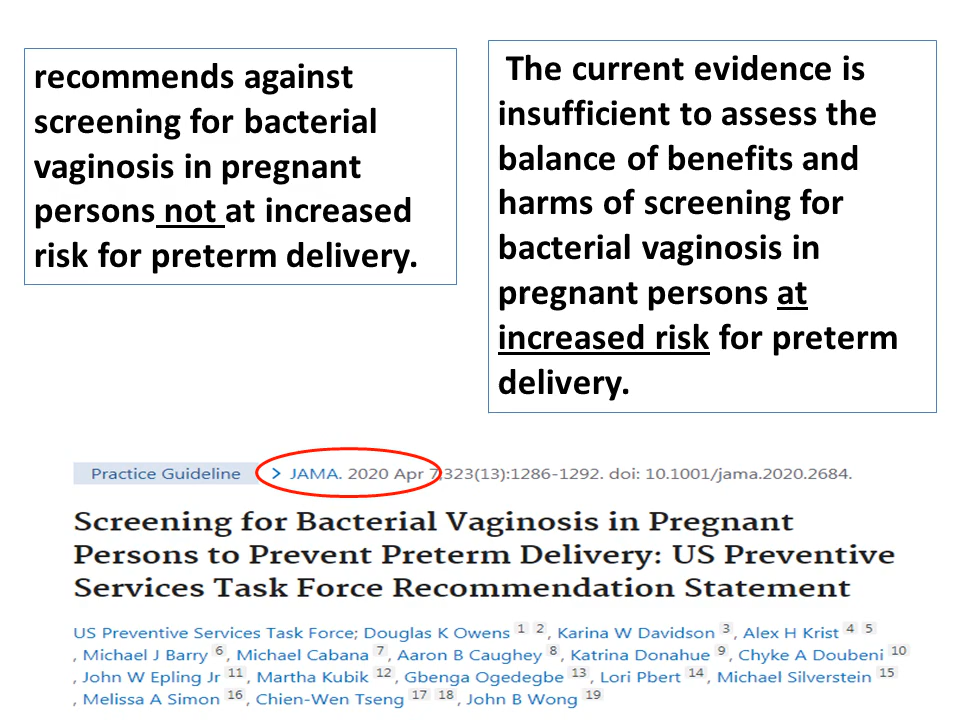 recommends against
screening for bacterial
vaginosis in pregnant
persons not at increased
risk for preterm delivery.
The current evidence is
insufficient to assess the
balance of benefits and
harms of screening for
bacterial vaginosis in
pregnant persons at
increased risk for preterm
delivery.
Practice Guideline > JAMA. 2020 Apr 7;323(13):1286-1292. doi: 10.1001/jama.2020.2684.
Screening for Bacterial Vaginosis in Pregnant
Persons to Prevent Preterm Delivery: US Preventive
Services Task Force Recommendation Statement
US Preventive Services Task Force; Douglas K Owens 1 2, Karina W Davidson 3, Alex H Krist 4 5
, Michael J Barry 6, Michael Cabana 7, Aaron B Caughey 8, Katrina Donahue 9, Chyke A Doubeni 10
, John W Epling Jr 11, Martha Kubik 12, Gbenga Ogedegbe 13, Lori Pbert 14, Michael Silverstein 15
, Melissa A Simon 16, Chien-Wen Tseng 17 18, John B Wong 19